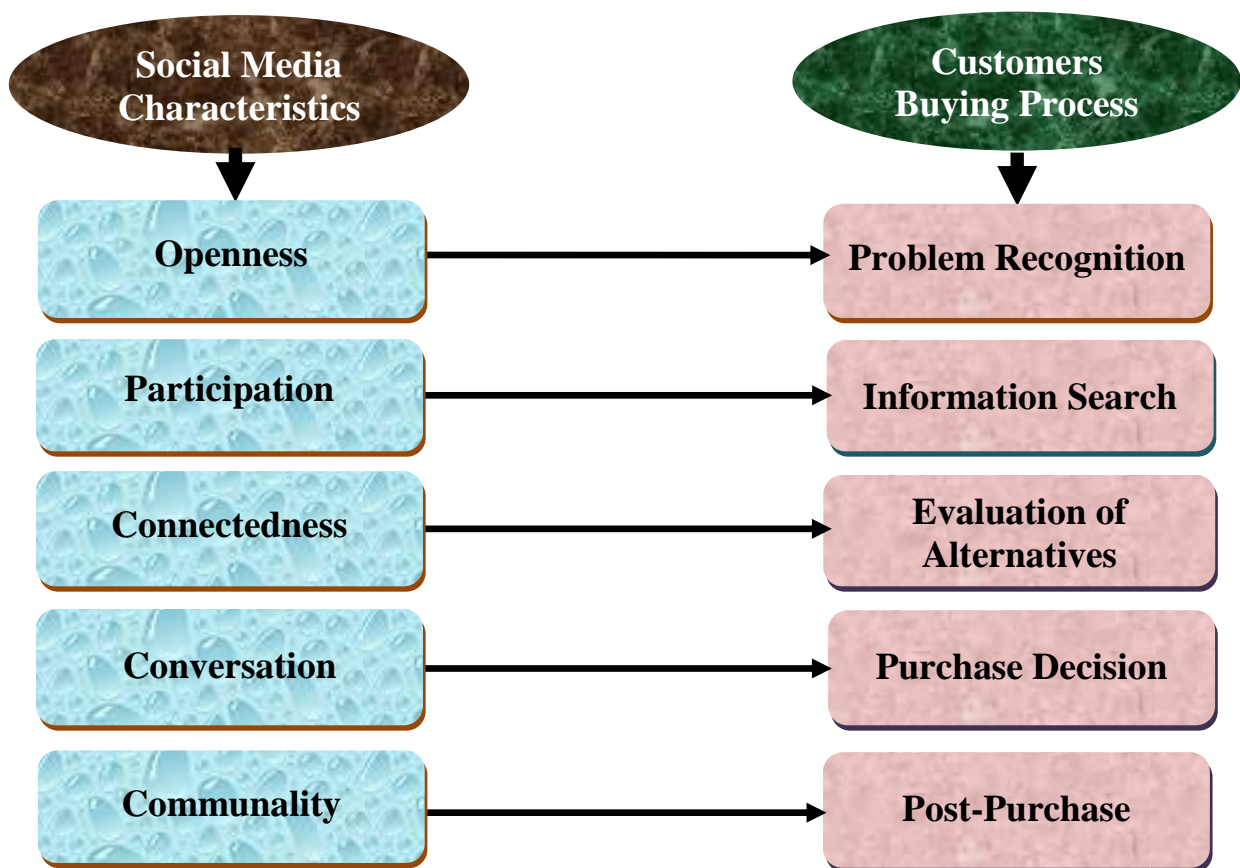 Social Media
Characteristics
Customers
Buying Process
Openness
Problem Recognition
Participation
Information Search
Connectedness
Evaluation of
Alternatives
Conversation
Purchase Decision
Communality
Post-Purchase